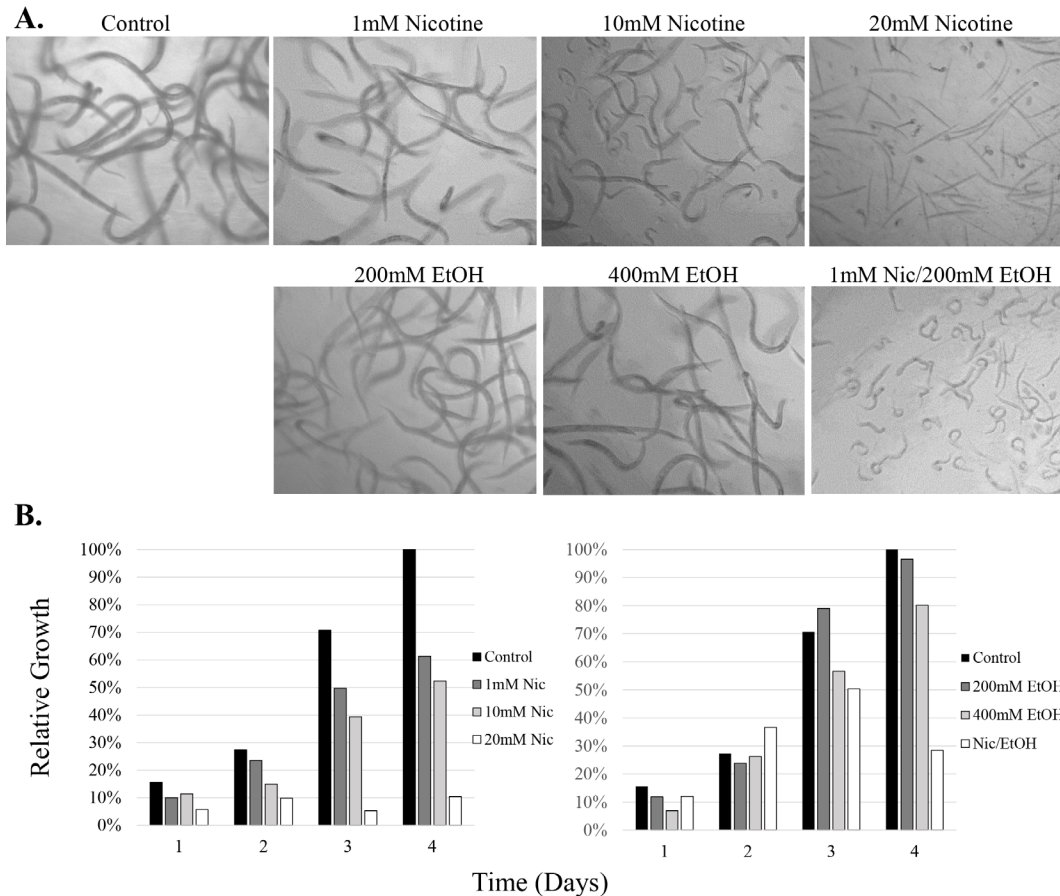 A.
Control
1mM Nicotine
10mM Nicotine
20mM Nicotine
200mM EtOH
400mM EtOH
1mM Nic/200mM EtOH
B.
Relative Growth
100%
90%
80%
70%
60%
50%
40%
30%
20%
10%
0%
1
2
3
4
Control
1mM Nic
10mM Nic
20mM Nic
100%
90%
80%
70%
60%
50%
40%
30%
20%
10%
0%
1
2
3
4
Control
200mM EtOH
400mM EtOH
Nic/EtOH
Time (Days)